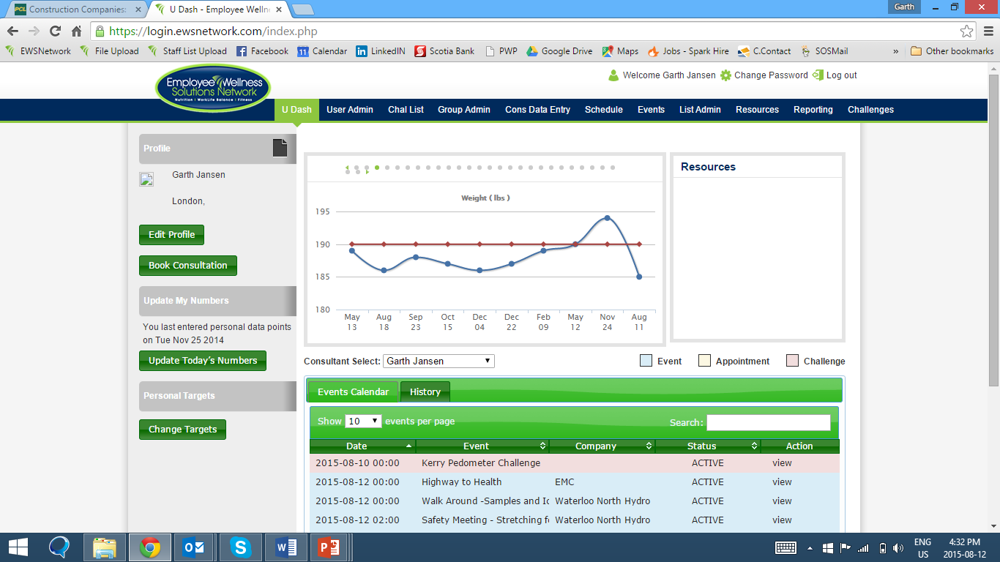 PCL Construction Companies:
U Dash - Employee Wellne
Garth
https://login.ewsnetwork.com/index.php
EWSNetwork File Upload Staff List Upload Facebook 11 Calendar in LinkedIN Scotia Bank PWP Google Drive Maps Jobs - Spark Hire C.Contact SOSMail » Other bookmarks
Employee Wellness
Solutions Network
Nutrition | WorkLife Balance | Fitness
Welcome Garth Jansen Change Password Log out
U Dash User Admin Chal List Group Admin Cons Data Entry Schedule Events List Admin Resources Reporting Challenges
Profile
Garth Jansen
London,
Edit Profile
Book Consultation
Update My Numbers
You last entered personal data points
on Tue Nov 25 2014
Update Today's Numbers
Personal Targets
Change Targets
Weight ( lbs )
195
190
185
180
May Aug Sep Oct Dec Dec Feb May Nov Aug
13 18 23 15 04 22 09 12 24 11
Resources
Consultant Select: Garth Jansen
Event Appointment Challenge
Events Calendar History
Show 10 events per page Search:
Date Event Company Status Action
2015-08-10 00:00 Kerry Pedometer Challenge ACTIVE view
2015-08-12 00:00 Highway to Health EMC ACTIVE view
2015-08-12 00:00 Walk Around -Samples and Ic Waterloo North Hydro ACTIVE view
2015-08-12 02:00 Safety Meeting - Stretching fo Waterloo North Hydro ACTIVE view
ENG 4:32 PM
US 2015-08-12